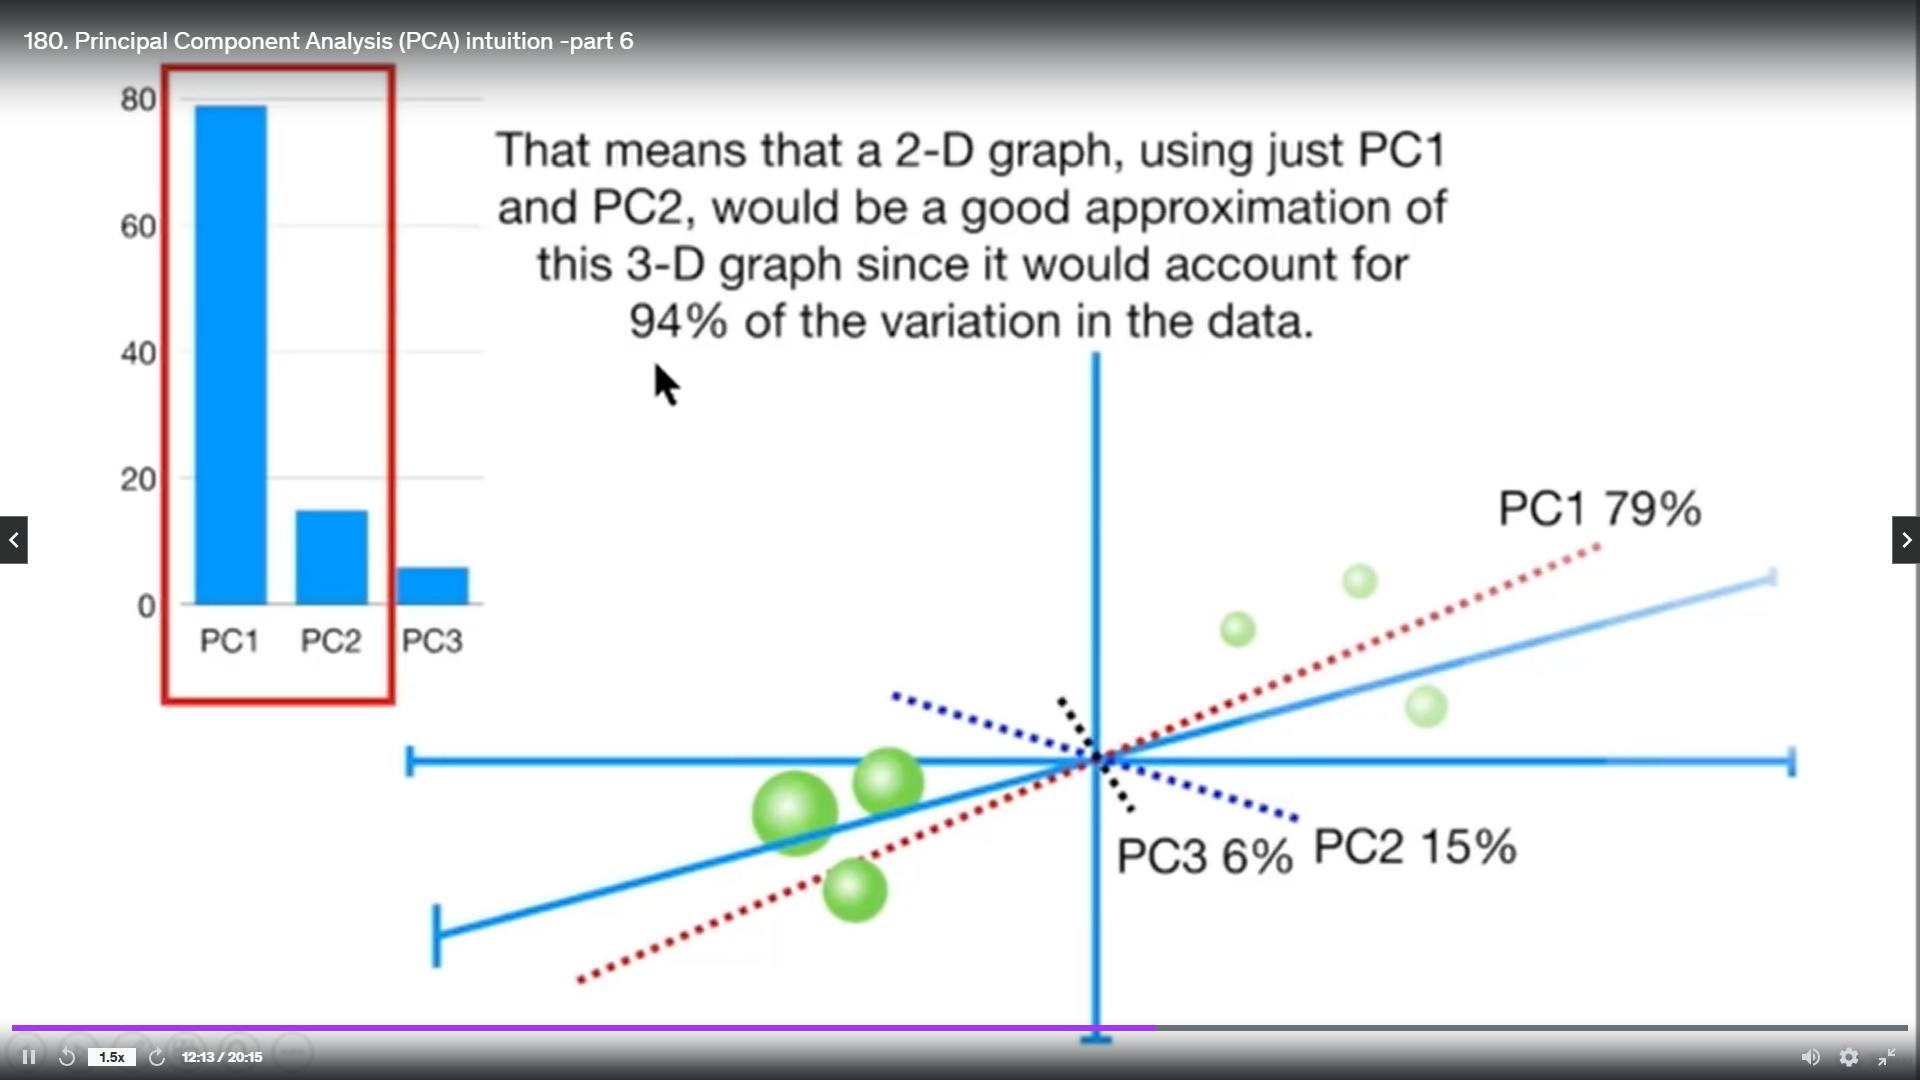 180. Principal Component Analysis (PCA) intuition -part 6
80
60
40
20
0
PC1 PC2 PC3
That means that a 2-D graph, using just PC1
and PC2, would be a good approximation of
this 3-D graph since it would account for
94% of the variation in the data.
PC1 79%
PC3 6%
PC2 15%
1.5x
12:13 / 20:15